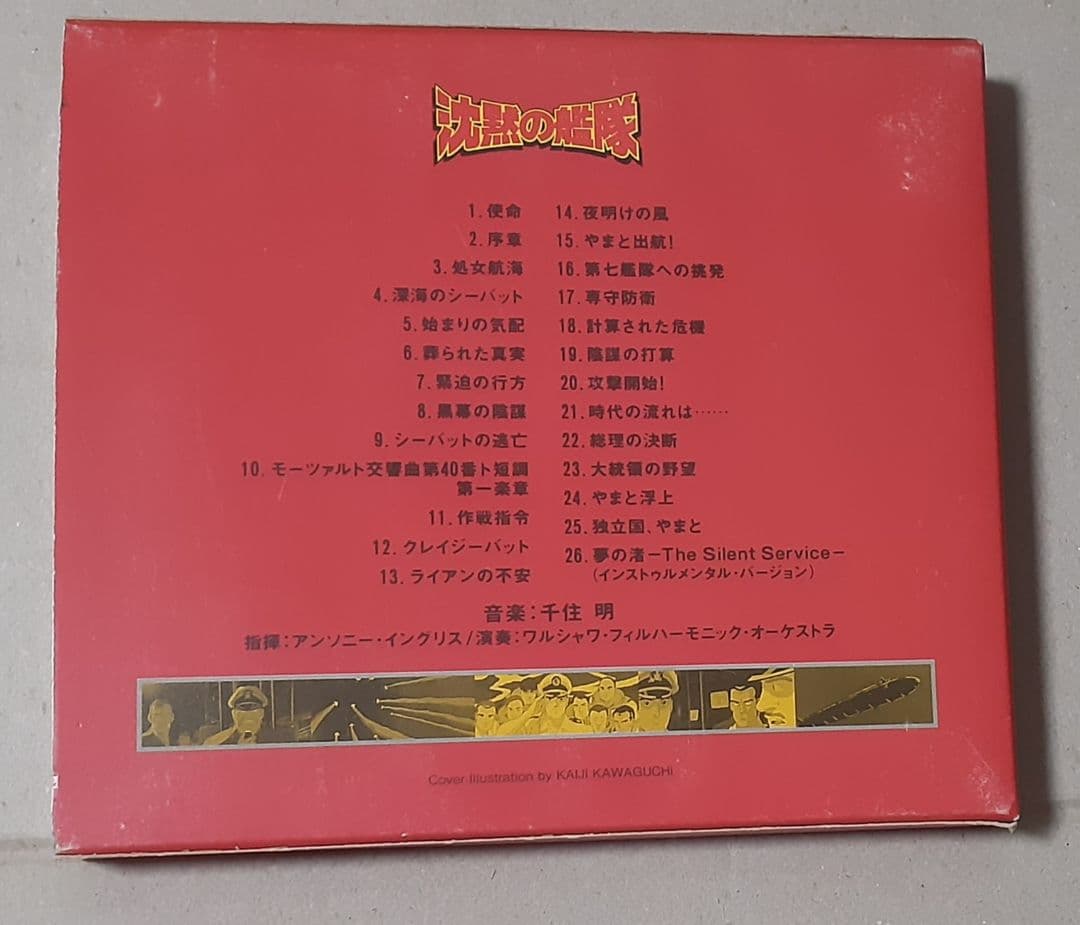 沈黙の艦隊
1.使命
2.序章
3.処女航海
4.深海のシーバット
5.始まりの気配
6.葬られた真実
7.緊迫の行方
8.黒幕の陰謀
9.シーバットの逃亡
10.モーツァルト交響曲第40番ト短調
第一楽章
11.作戦指令
12.クレイジーバット
13.ライアンの不安
14.夜明けの風
15.やまと出航!
16.第七艦隊への挑発
17.専守防衛
18.計算された危機
19.陰謀の打算
20.攻撃開始!
21.時代の流れは……
22.総理の決断
23.大統領の野望
24.やまと浮上
25.独立国、やまと
26.夢の渚−The Silent Service−
(インストゥルメンタル・バージョン)
音楽:千住 明
指揮:アンソニー・イングリス/演奏:ワルシャワ・フィルハーモニック・オーケストラ
Cover Illustration by KAIJI KAWAGUCHI